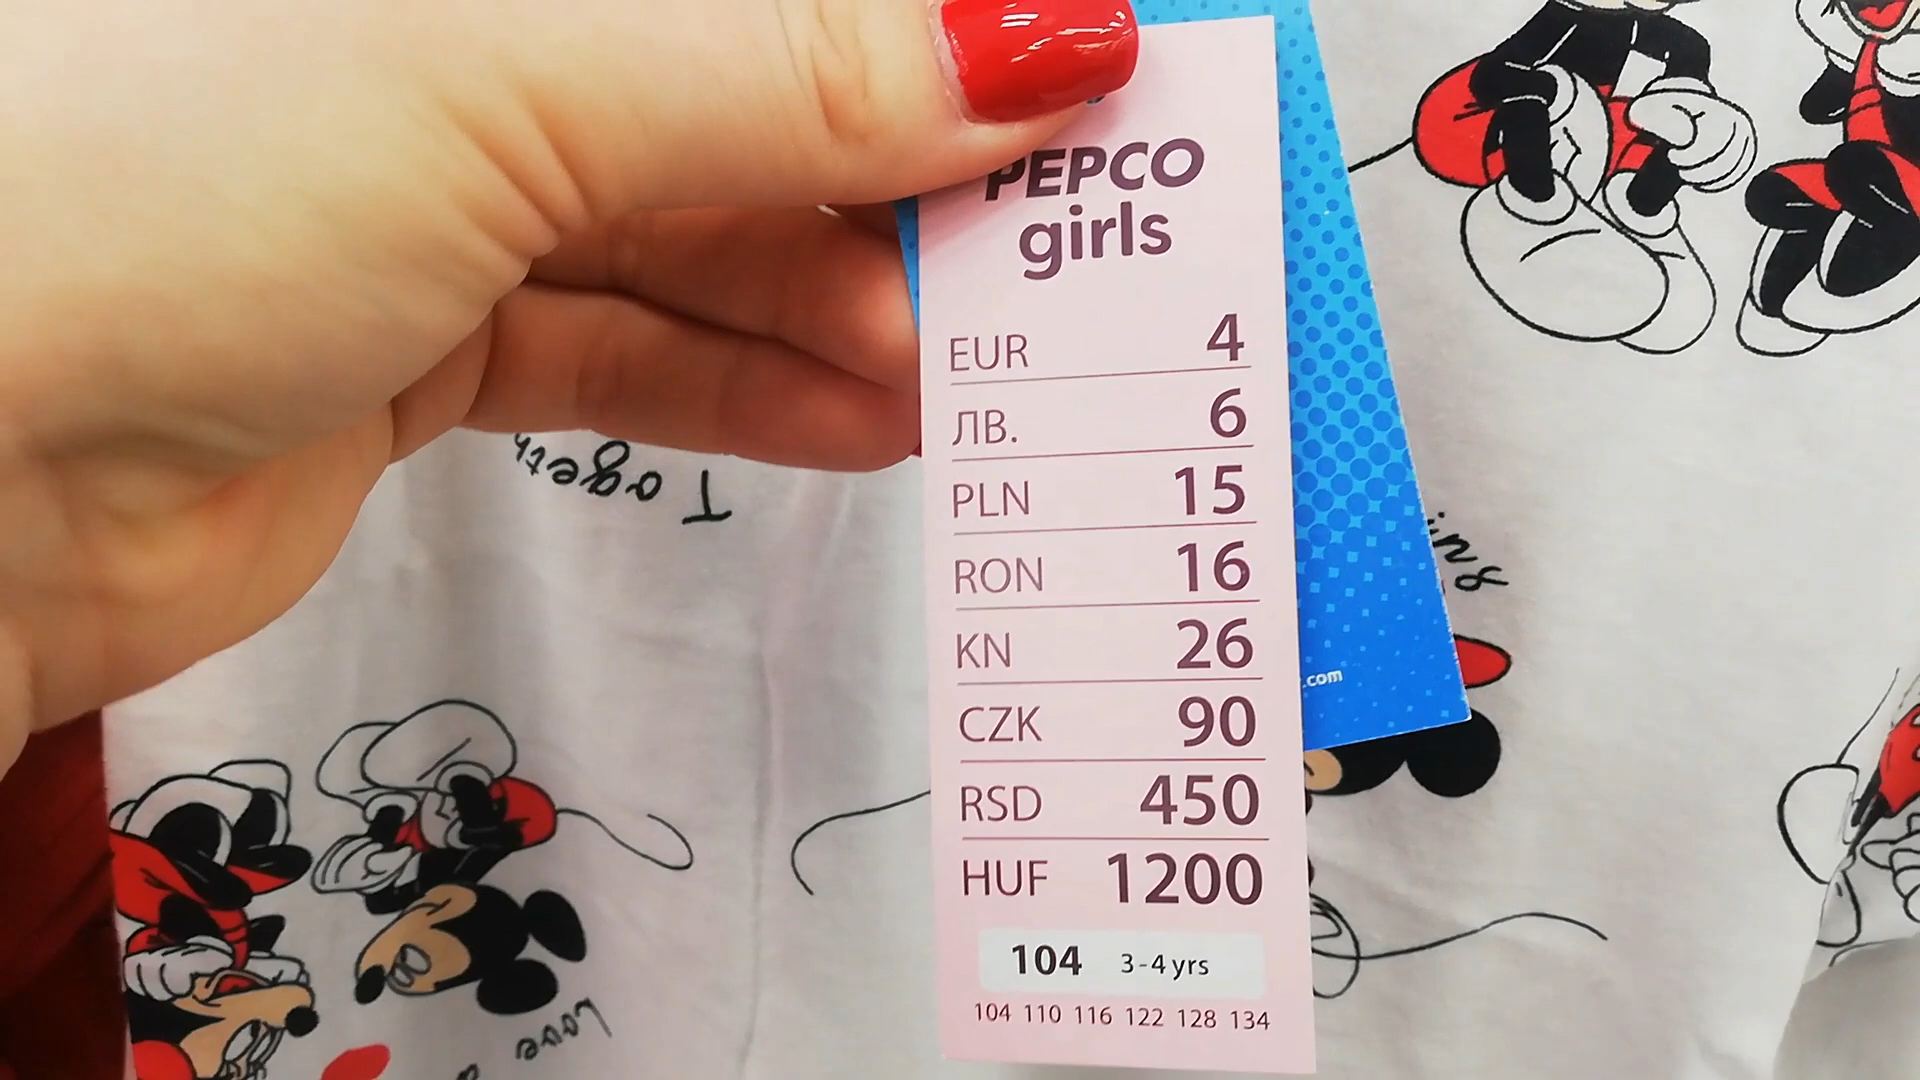 PEPCO
girls
EUR 4
ЛВ. 6
PLN 15
RON 16
KN 26
CZK 90
RSD 450
HUF 1200
104 3-4 yrs
104 110 116 122 128 134
.com
Love